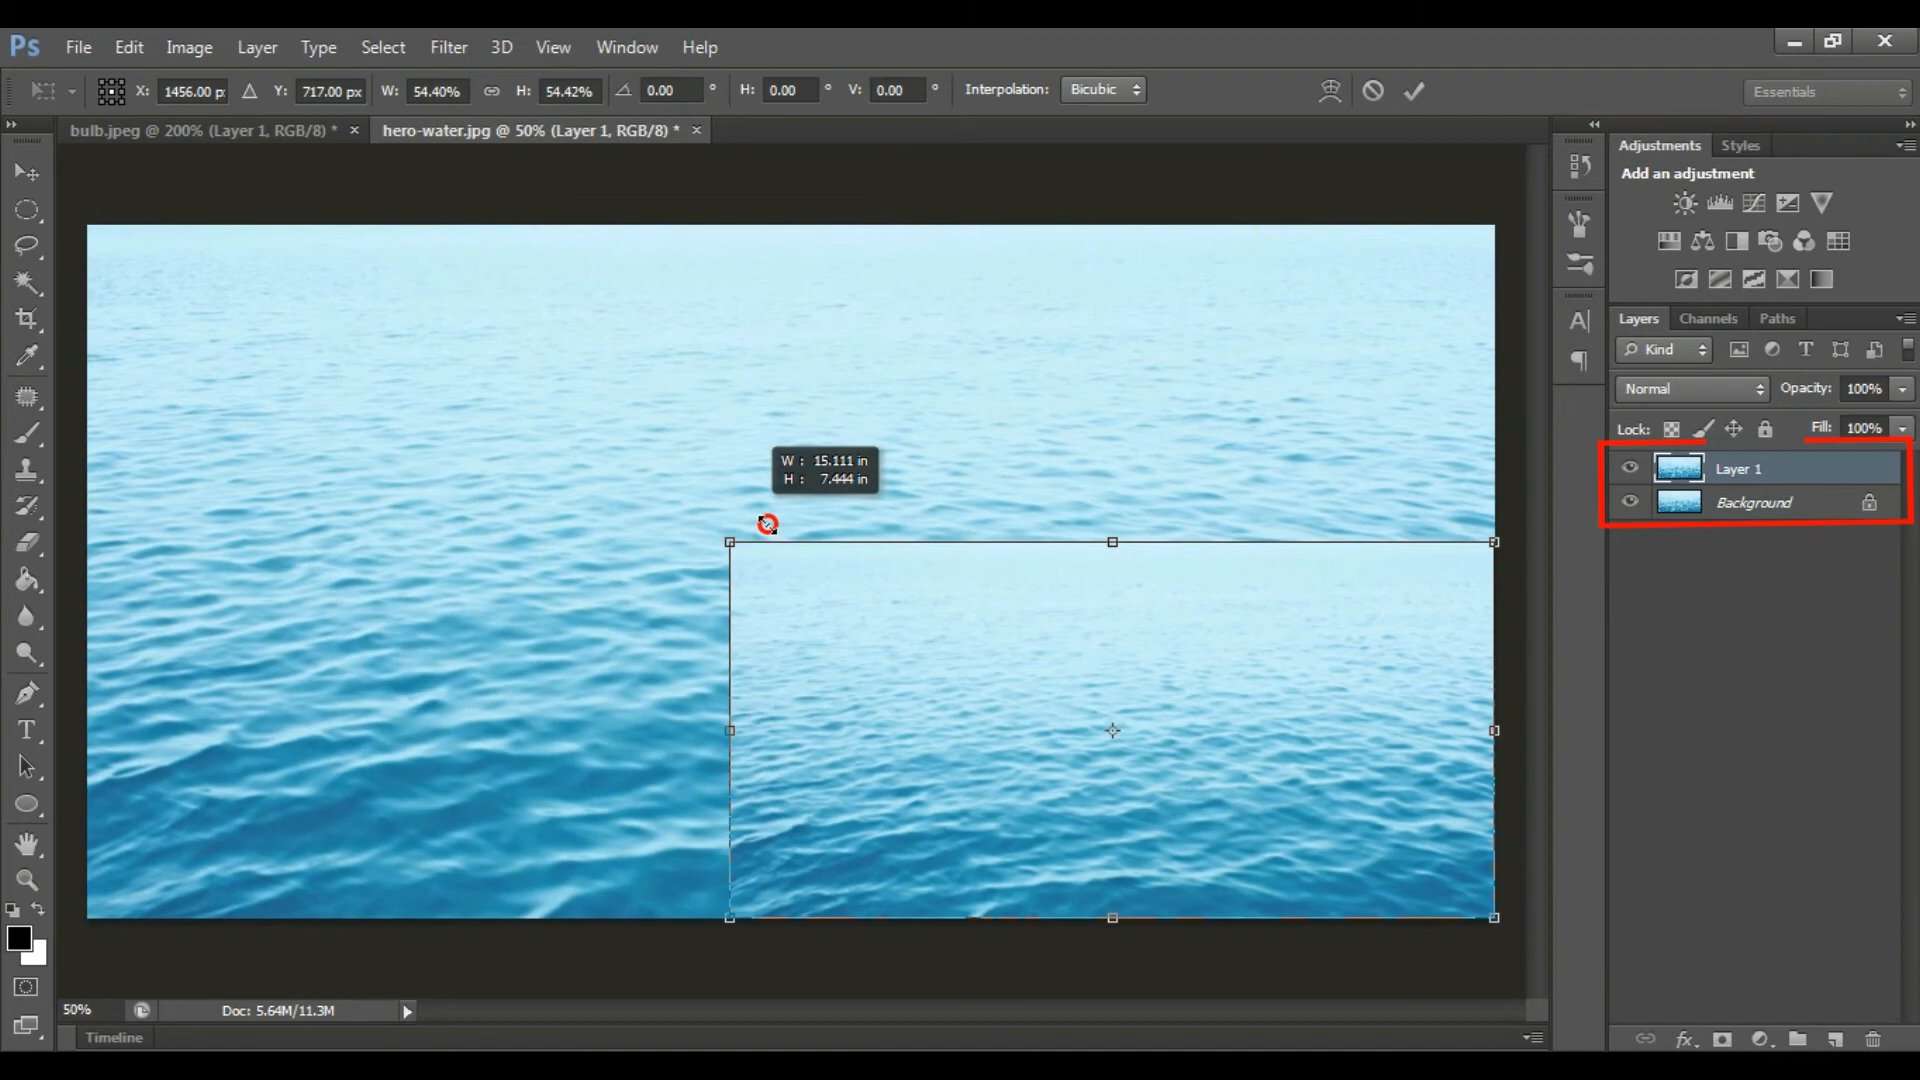 Ps File Edit Image Layer Type Select Filter 3D View Window Help
X: 1456.00 p Y: 717.00 px W: 54.40% H: 54.42% 0.00 ° H: 0.00 ° V: 0.00 ° Interpolation: Bicubic Essentials
bulb.jpeg @ 200% (Layer 1, RGB/8) * × hero-water.jpg @ 50% (Layer 1, RGB/8) * ×
Adjustments Styles
Add an adjustment
Layers Channels Paths
Kind
Normal Opacity: 100%
Lock: Fill: 100%
Layer 1
Background
W : 15.111 in
H : 7.444 in
50% Doc: 5.64M/11.3M
Timeline